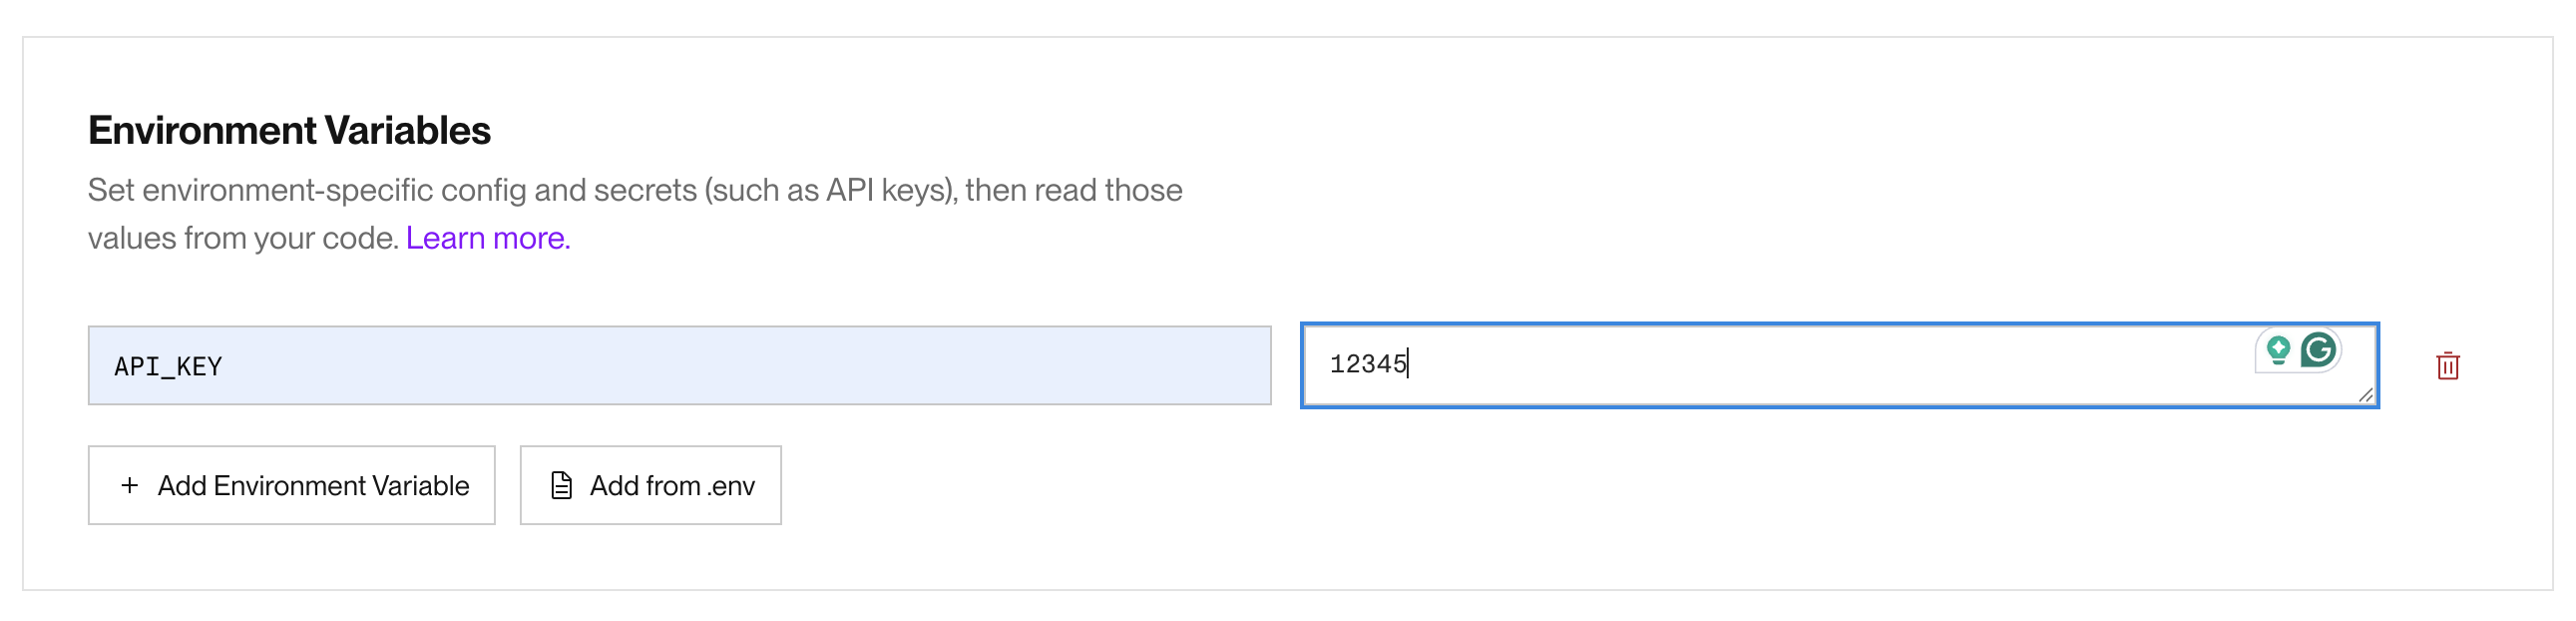 Environment Variables
Set environment-specific config and secrets (such as API keys), then read those
values from your code. Learn more.
API_KEY
12345
+ Add Environment Variable
Add from .env